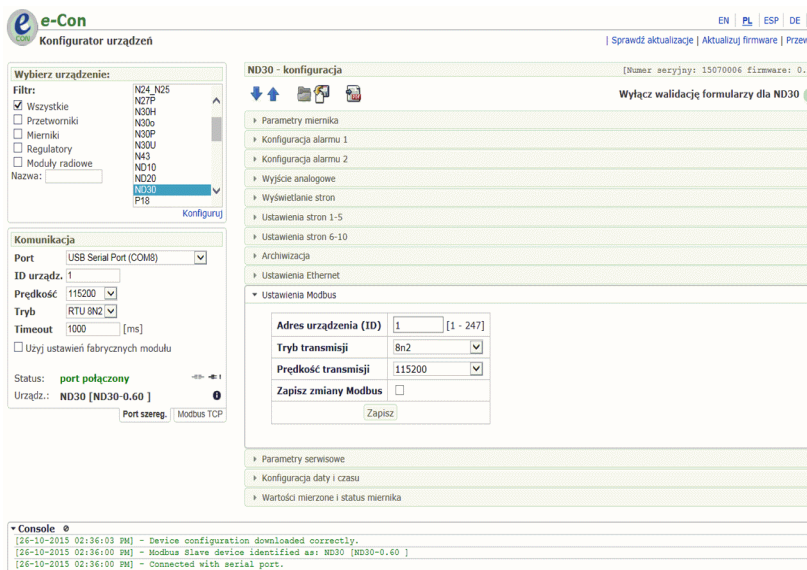 e e-Con
CON
Konfigurator urządzeń
EN | PL | ESP | DE
| Sprawdź aktualizacje | Aktualizuj firmware |
Wybierz urządzenie:
Filtr:
Wszystkie
Przetworniki
Mierniki
Regulatory
Moduły radiowe
Nazwa:
N24_N25
N27P
N30H
N30o
N30P
N30U
N43
ND10
ND20
ND30
P18
Konfiguruj
Komunikacja
Port USB Serial Port (COM8)
ID urządz. 1
Prędkość 115200
Tryb RTU 8N2
Timeout 1000 [ms]
Użyj ustawień fabrycznych modułu
Status: port połączony
Urządz.: ND30 [ND30-0.60 ]
Port szereg. Modbus TCP
ND30 - konfiguracja [Numer seryjny: 15070006 firmware: 0.
Wyłącz walidację formularzy dla ND30
Parametry miernika
Konfiguracja alarmu 1
Konfiguracja alarmu 2
Wyjście analogowe
Wyświetlanie stron
Ustawienia stron 1-5
Ustawienia stron 6-10
Archiwizacja
Ustawienia Ethernet
Ustawienia Modbus
Adres urządzenia (ID) 1 [1 - 247]
Tryb transmisji 8n2
Prędkość transmisji 115200
Zapisz zmiany Modbus
Zapisz
Parametry serwisowe
Konfiguracja daty i czasu
Wartości mierzone i status miernika
Console
[26-10-2015 02:36:03 PM] - Device configuration downloaded correctly.
[26-10-2015 02:36:00 PM] - Modbus Slave device identified as: ND30 [ND30-0.60 ]
[26-10-2015 02:36:00 PM] - Connected with serial port.